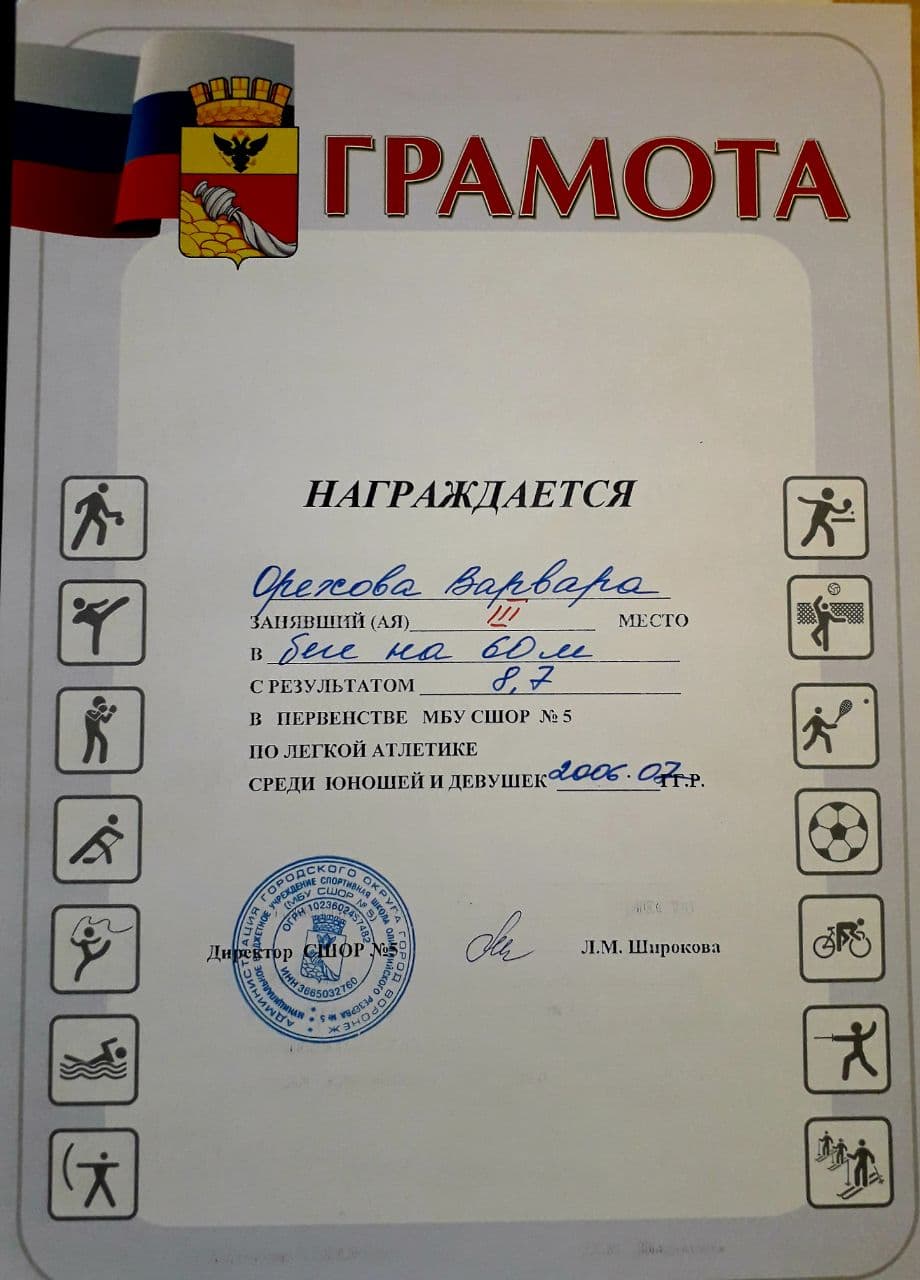 ГРАМОТА
НАГРАЖДАЕТСЯ
Орехова Варвара
ЗАНЯВШИЙ (АЯ) III МЕСТО
В бег на 60 м
С РЕЗУЛЬТАТОМ 8,7
В ПЕРВЕНСТВЕ МБУ СШОР № 5
ПО ЛЕГКОЙ АТЛЕТИКЕ
СРЕДИ ЮНОШЕЙ И ДЕВУШЕК 2006-07 ГГ.Р.
АДМИНИСТРАЦИЯ ГОРОДСКОГО ОКРУГА ГОРОД ВОРОНЕЖ
МУНИЦИПАЛЬНОЕ БЮДЖЕТНОЕ УЧРЕЖДЕНИЕ СПОРТИВНАЯ ШКОЛА ОЛИМПИЙСКОГО РЕЗЕРВА № 5
(МБУ СШОР № 5)
ОГРН 1023602457482
ИНН 3665032760
Директор СШОР №5 Л.М. Широкова